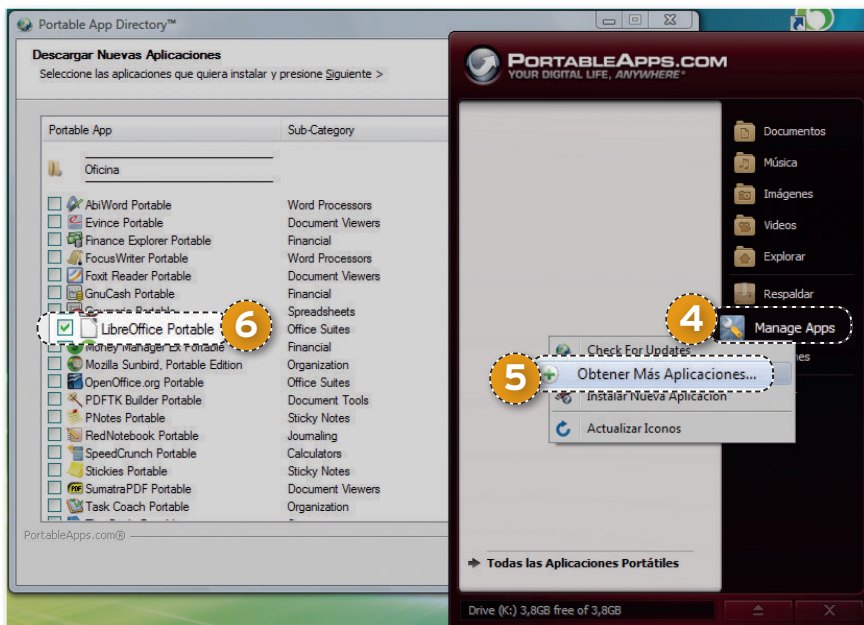 Portable App Directory™
Descargar Nuevas Aplicaciones
Seleccione las aplicaciones que quiera instalar y presione Siguiente >
Portable App Sub-Category
Oficina
AbiWord Portable Word Processors
Evince Portable Document Viewers
Finance Explorer Portable Financial
FocusWriter Portable Word Processors
Foxit Reader Portable Document Viewers
GnuCash Portable Financial
Spreadsheets
LibreOffice Portable 6 Office Suites
Money Manager Ex Portable Financial
Mozilla Sunbird, Portable Edition Organization
OpenOffice.org Portable Office Suites
PDFTK Builder Portable Document Tools
PNotes Portable Sticky Notes
RedNotebook Portable Journaling
SpeedCrunch Portable Calculators
Stickies Portable Sticky Notes
SumatraPDF Portable Document Viewers
Task Coach Portable Organization
PortableApps.com®
PORTABLEAPPS.COM
YOUR DIGITAL LIFE, ANYWHERE®
Documentos
Música
Imágenes
Videos
Explorar
Respaldar
4 Manage Apps
Check For Updates
5 Obtener Más Aplicaciones...
Instalar Nueva Aplicación
Actualizar Iconos
Todas las Aplicaciones Portátiles
Drive (K:) 3,8GB free of 3,8GB